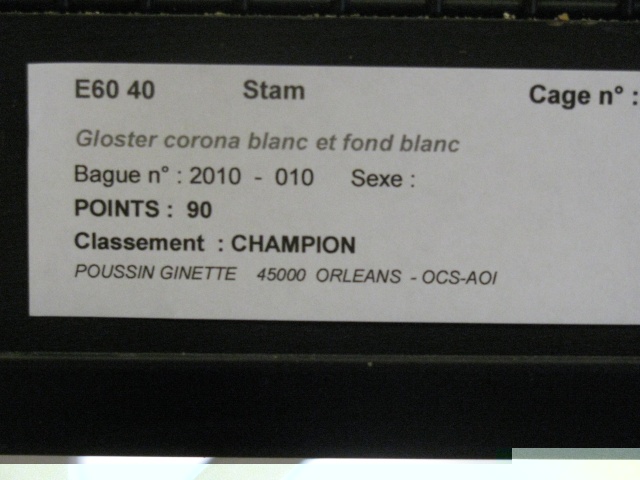 E60 40 Stam Cage n° :
Gloster corona blanc et fond blanc
Bague n° : 2010 - 010 Sexe :
POINTS : 90
Classement : CHAMPION
POUSSIN GINETTE 45000 ORLEANS - OCS-AOI